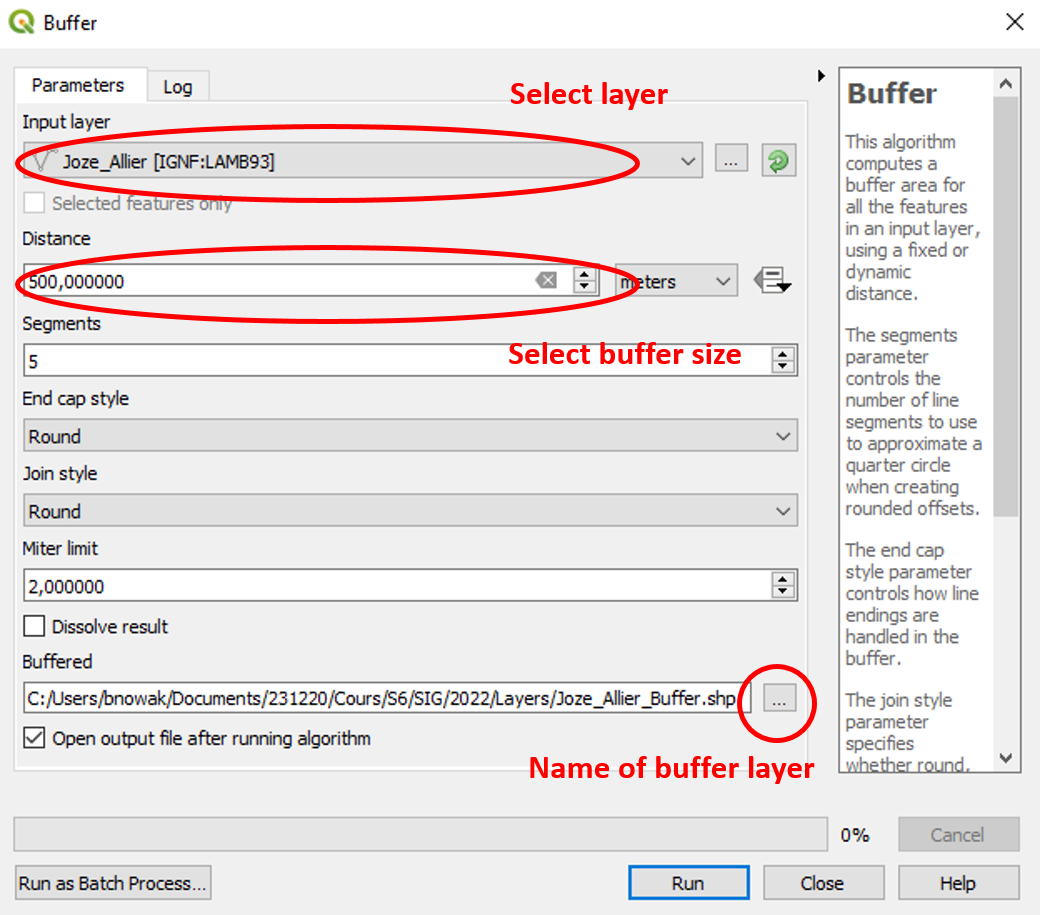 Buffer
Parameters
Log
Select layer
Input layer
Joze_Allier [IGNF:LAMB93]
...
Selected features only
Distance
500,000000
meters
Segments
Select buffer size
5
End cap style
Round
Join style
Round
Miter limit
2,000000
Dissolve result
Buffered
C:/Users/bnowak/Documents/231220/Cours/S6/SIG/2022/Layers/Joze_Allier_Buffer.shp
...
Open output file after running algorithm
Name of buffer layer
Buffer
This algorithm
computes a
buffer area for
all the features
in an input layer,
using a fixed or
dynamic
distance.
The segments
parameter
controls the
number of line
segments to use
to approximate a
quarter circle
when creating
rounded offsets.
The end cap
style parameter
controls how line
endings are
handled in the
buffer.
The join style
parameter
specifies
whether round,
0%
Cancel
Run as Batch Process...
Run
Close
Help